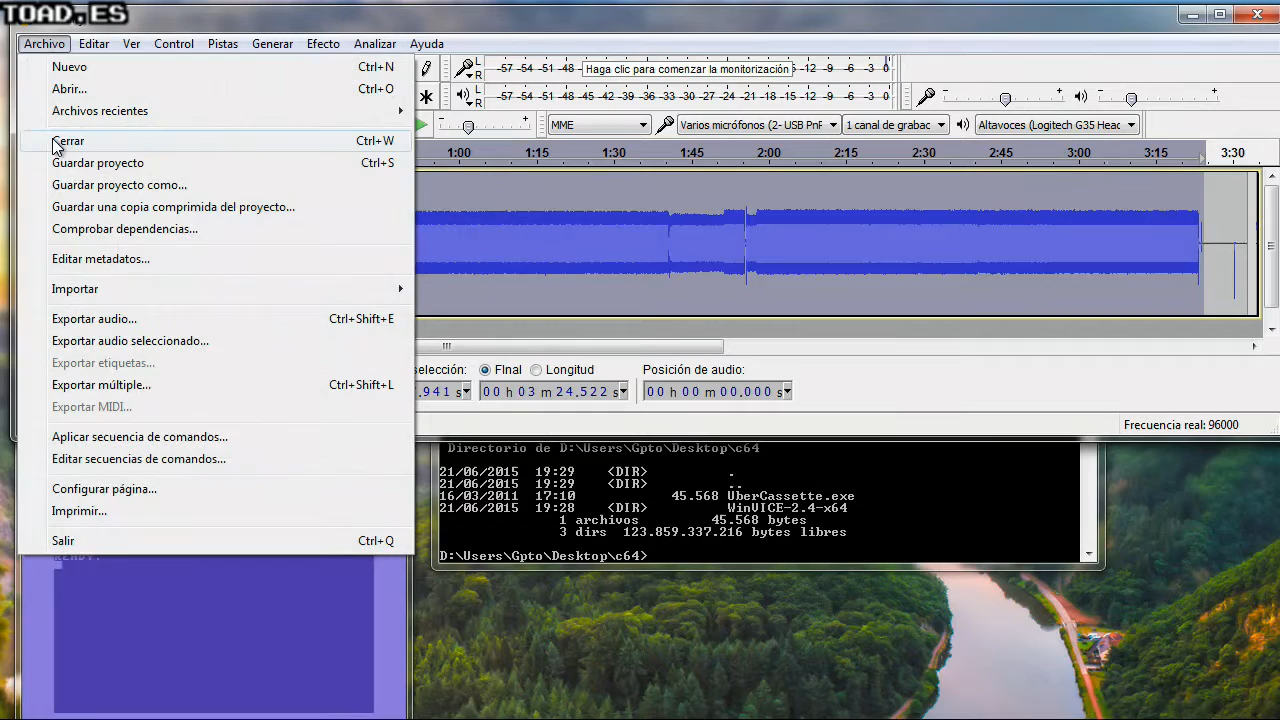 TOAD.ES
Archivo Editar Ver Control Pistas Generar Efecto Analizar Ayuda
Nuevo Ctrl+N
Abrir... Ctrl+O
Archivos recientes
Cerrar Ctrl+W
Guardar proyecto Ctrl+S
Guardar proyecto como...
Guardar una copia comprimida del proyecto...
Comprobar dependencias...
Editar metadatos...
Importar
Exportar audio... Ctrl+Shift+E
Exportar audio seleccionado...
Exportar etiquetas...
Exportar múltiple... Ctrl+Shift+L
Exportar MIDI...
Aplicar secuencia de comandos...
Editar secuencias de comandos...
Configurar página...
Imprimir...
Salir Ctrl+Q
L
R
-57 -54 -51 -48 Haga clic para comenzar la monitorización -12 -9 -6 -3 0
L
R
-57 -54 -51 -48 -45 -42 -39 -36 -33 -30 -27 -24 -21 -18 -15 -12 -9 -6 -3 0
MME Varios micrófonos (2- USB PnP 1 canal de grabac Altavoces (Logitech G35 Heac
1:00 1:15 1:30 1:45 2:00 2:15 2:30 2:45 3:00 3:15 3:30
selección: FInal Longitud Posición de audio:
.941 s 00 h 03 m 24.522 s 00 h 00 m 00.000 s
Frecuencia real: 96000
Directorio de D:\Users\Gpto\Desktop\c64
21/06/2015 19:29 <DIR> .
21/06/2015 19:29 <DIR> ..
16/03/2011 17:10 45.568 UberCassette.exe
21/06/2015 19:28 <DIR> WinVICE-2.4-x64
1 archivos 45.568 bytes
3 dirs 123.859.337.216 bytes libres
D:\Users\Gpto\Desktop\c64>
READY.